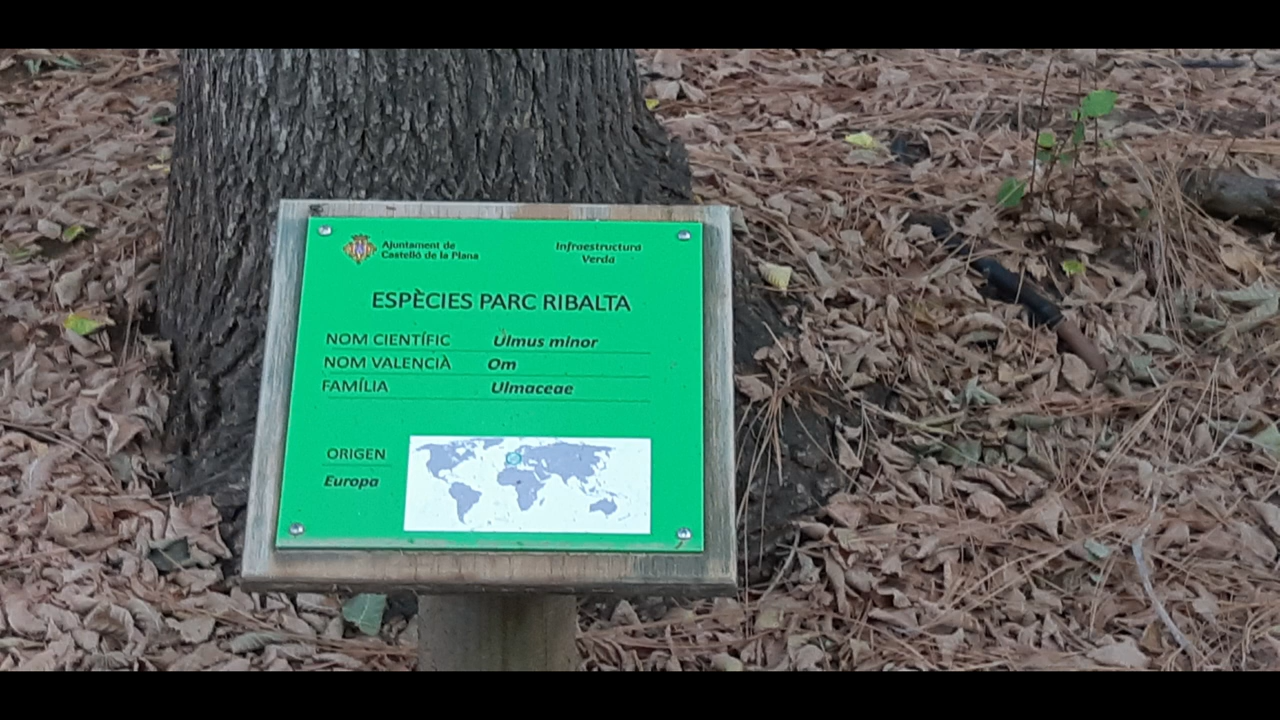 Ajuntament de
Castelló de la Plana
Infraestructura
Verda
ESPÈCIES PARC RIBALTA
NOM CIENTÍFIC Ulmus minor
NOM VALENCIÀ Om
FAMÍLIA Ulmaceae
ORIGEN
Europa